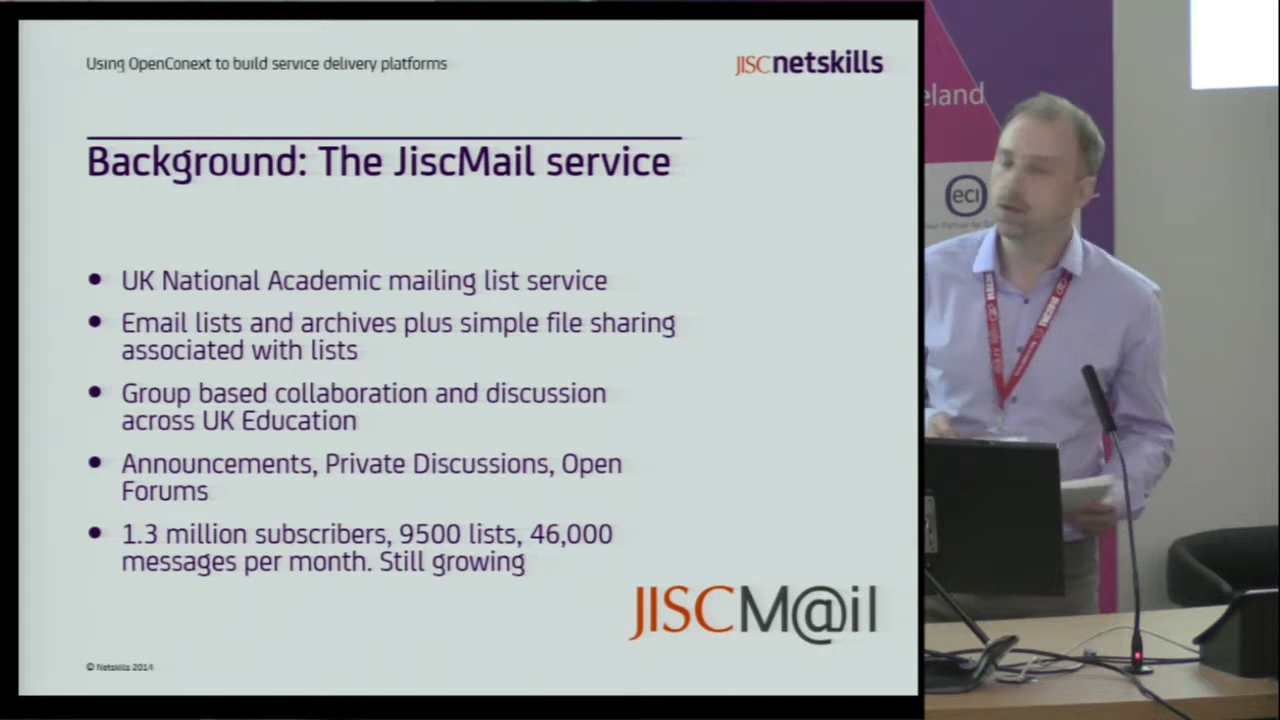 Using OpenConext to build service delivery platforms
JISCnetskills
Background: The JiscMail service
• UK National Academic mailing list service
• Email lists and archives plus simple file sharing
associated with lists
• Group based collaboration and discussion
across UK Education
• Announcements, Private Discussions, Open
Forums
• 1.3 million subscribers, 9500 lists, 46,000
messages per month. Still growing
JISCM@il
© Netskills 2014
eland
eci